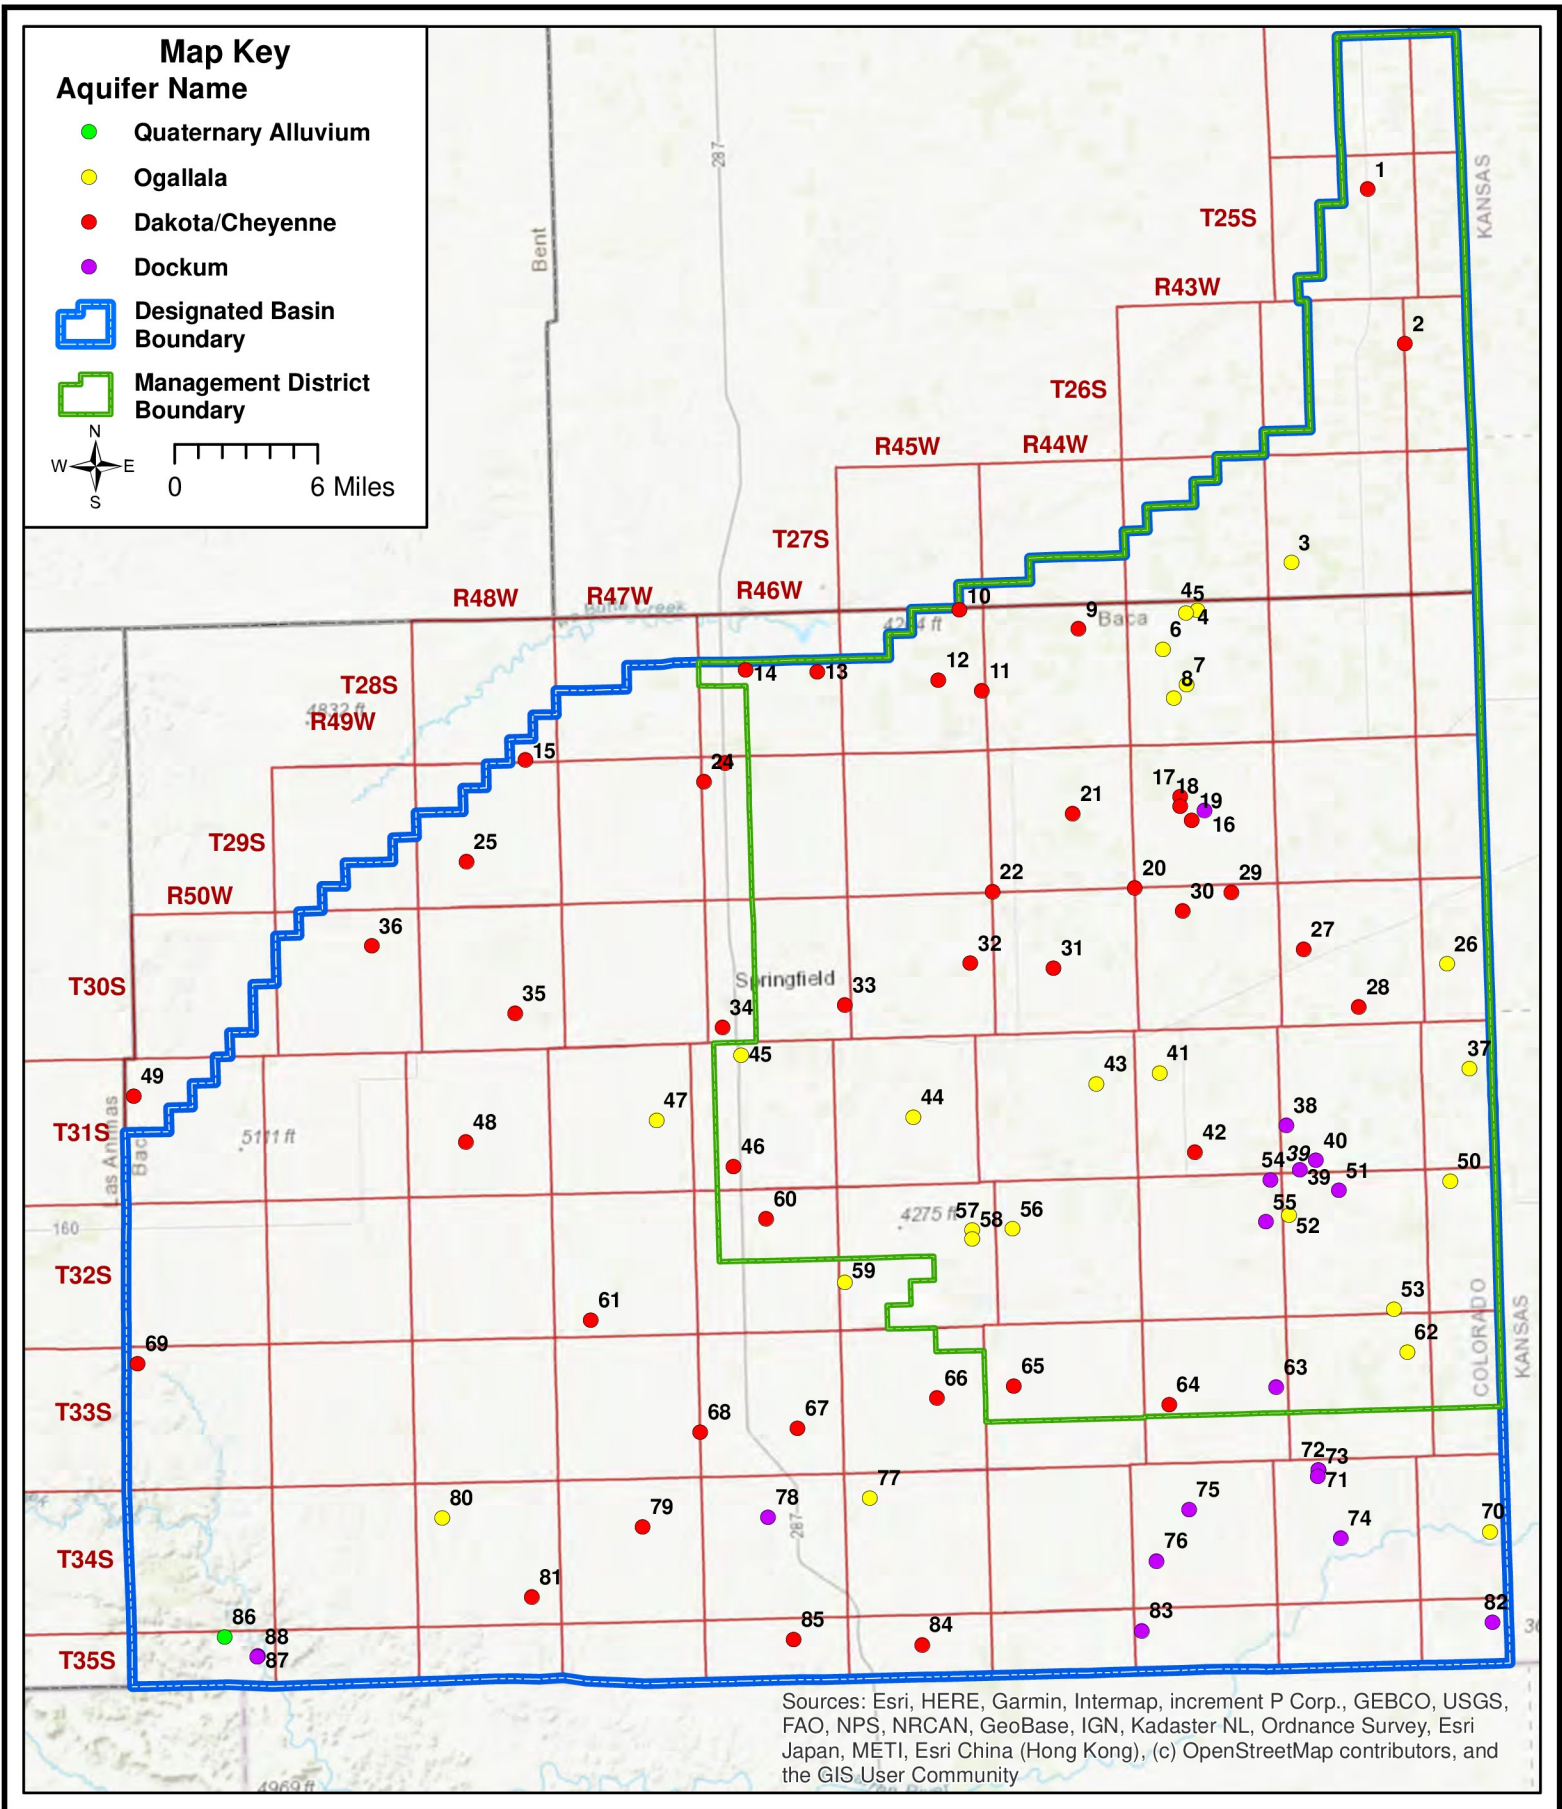 Map Key
Aquifer Name
Quaternary Alluvium
Ogallala
Dakota/Cheyenne
Dockum
Designated Basin
Boundary
Management District
Boundary
N
W E
S
0 6 Miles
287
Bent
KANSAS
1
T25S
R43W
2
T26S
R45W R44W
T27S
3
R48W R47W R46W
Butte Creek
10
9
Baca
45
4
6
ft
12
11
7
8
14
13
T28S
4832 ft
R49W
15
24
21
17
18
19
16
T29S
25
R50W
22
20
29
30
36
32
31
27
26
T30S
Springfield
35
34
33
28
45
49
47
44
43
41
37
T31S
Las Animas
5111 ft
48
46
42
38
40
39
54
39
51
50
160
60
4275 ft
57
58
56
55
52
T32S
59
61
53
COLORADO
KANSAS
69
62
T33S
68
67
66
65
64
63
72
73
71
80
79
78
77
75
74
70
287
76
T34S
81
86
88
87
85
84
83
82
T35S
Sources: Esri, HERE, Garmin, Intermap, increment P Corp., GEBCO, USGS,
FAO, NPS, NRCAN, GeoBase, IGN, Kadaster NL, Ordnance Survey, Esri
Japan, METI, Esri China (Hong Kong), (c) OpenStreetMap contributors, and
the GIS User Community
4969 ft